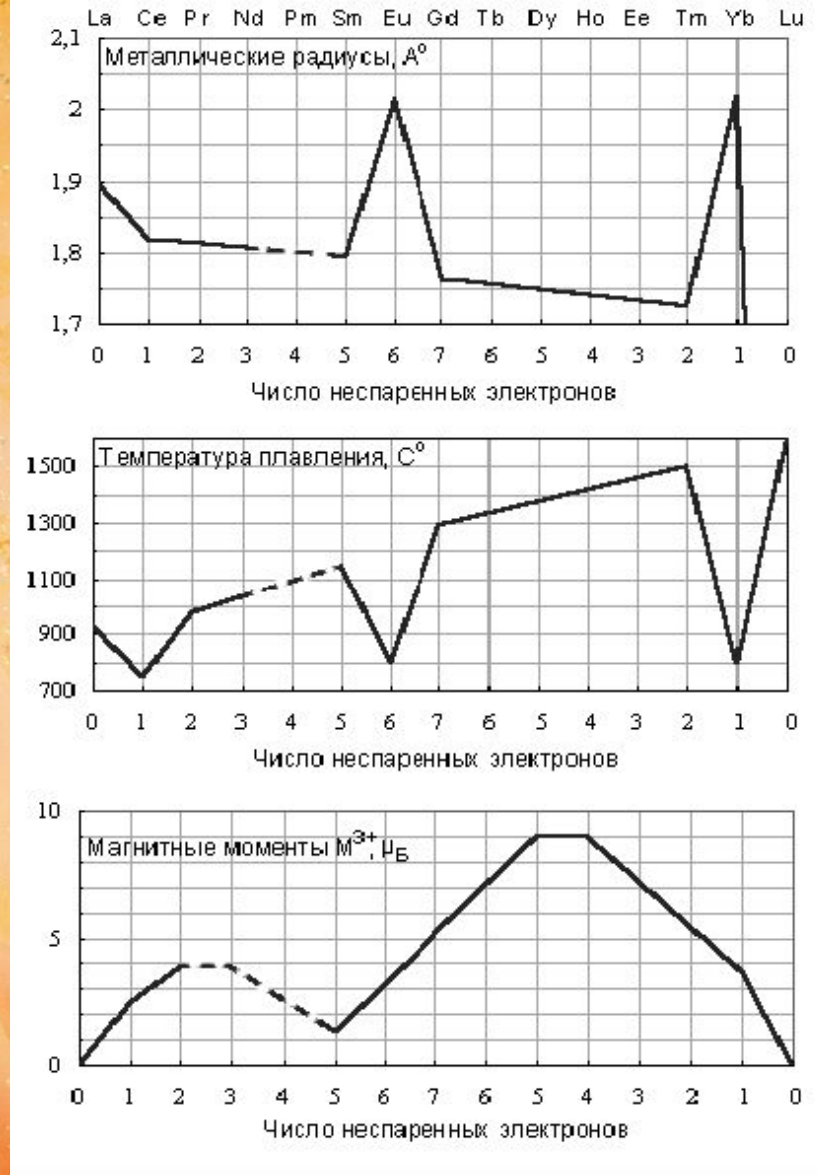 La Ce Pr Nd Pm Sm Eu Gd Tb Dy Ho Ee Tm Yb Lu
Металлические радиусы, А°
2,1
2
1,9
1,8
1,7
0 1 2 3 4 5 6 7 6 5 4 3 2 1 0
Число неспаренных электронов
Температура плавления, С°
1500
1300
1100
900
700
0 1 2 3 4 5 6 7 6 5 4 3 2 1 0
Число неспаренных электронов
10
Магнитные моменты М³⁺, μБ
5
0
0 1 2 3 4 5 6 7 6 5 4 3 2 1 0
Число неспаренных электронов